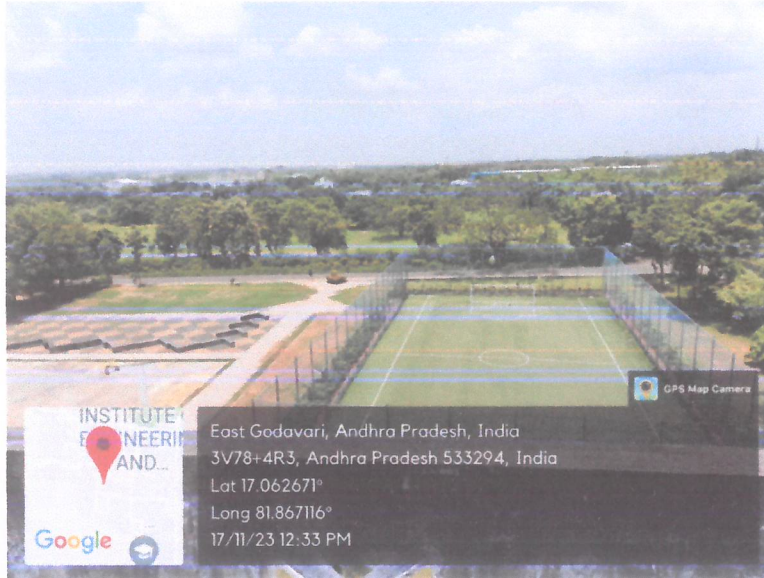 GPS Map Camera
INSTITUTE
AND...
Google
East Godavari, Andhra Pradesh, India
3V78+4R3, Andhra Pradesh 533294, India
Lat 17.062671°
Long 81.867116°
17/11/23 12:33 PM